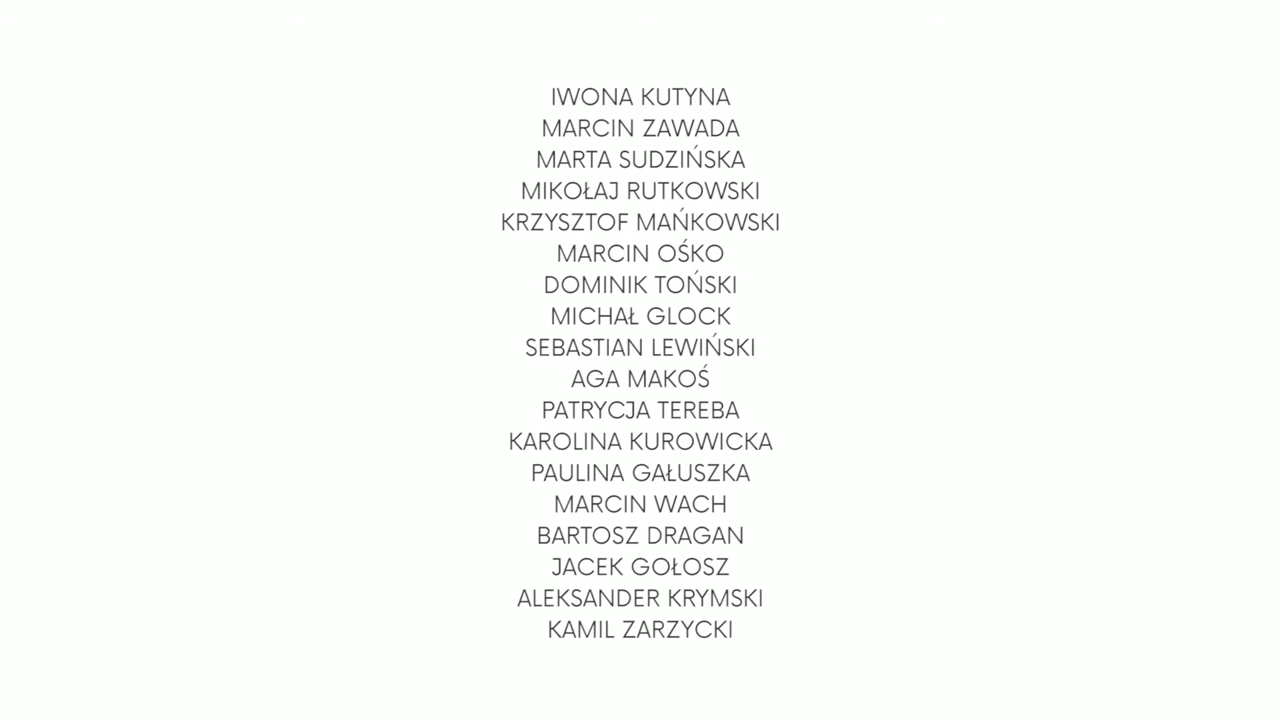 IWONA KUTYNA
MARCIN ZAWADA
MARTA SUDZIŃSKA
MIKOŁAJ RUTKOWSKI
KRZYSZTOF MAŃKOWSKI
MARCIN OŚKO
DOMINIK TOŃSKI
MICHAŁ GLOCK
SEBASTIAN LEWIŃSKI
AGA MAKOŚ
PATRYCJA TEREBA
KAROLINA KUROWICKA
PAULINA GAŁUSZKA
MARCIN WACH
BARTOSZ DRAGAN
JACEK GOŁOSZ
ALEKSANDER KRYMSKI
KAMIL ZARZYCKI